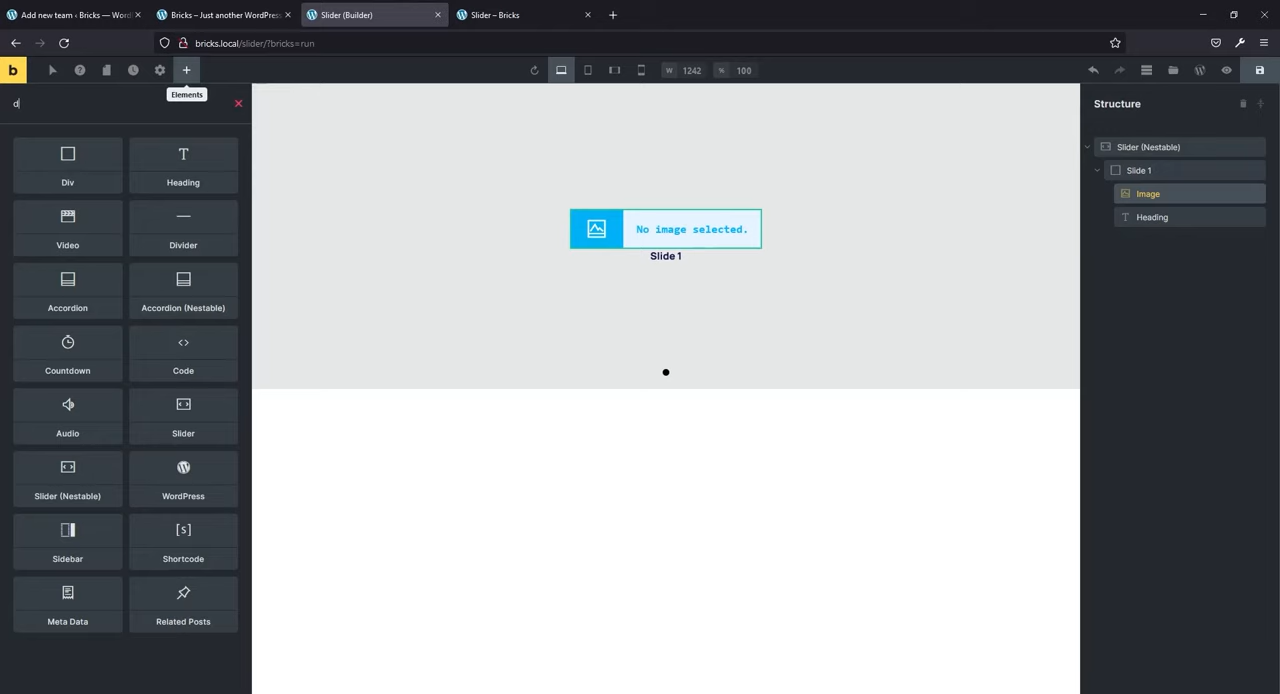 Add new team ‹ Bricks — Word
Bricks – Just another WordPress
Slider (Builder)
Slider – Bricks
bricks.local/slider/?bricks=run
b
W 1242 % 100
Elements
d
Structure
Div
Heading
Video
Divider
Accordion
Accordion (Nestable)
Countdown
Code
Audio
Slider
Slider (Nestable)
WordPress
Sidebar
[s]
Shortcode
Meta Data
Related Posts
No image selected.
Slide 1
Slider (Nestable)
Slide 1
Image
T Heading